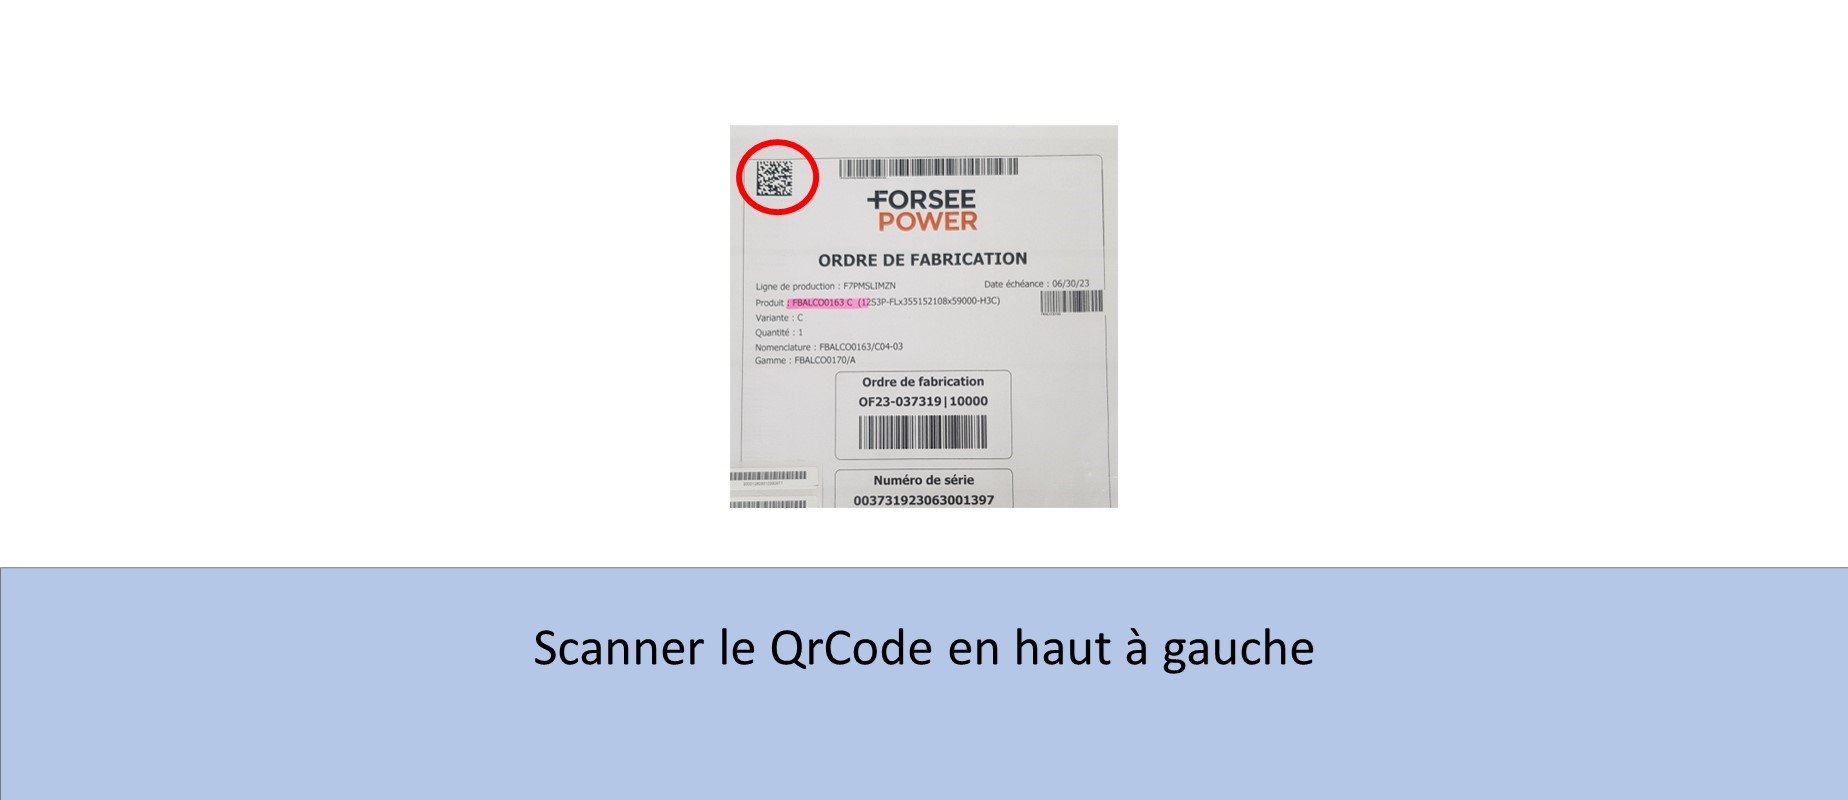 FORSEE
POWER
ORDRE DE FABRICATION
Ligne de production : F7PMSLIMZN
Date échéance : 06/30/23
Produit : FBALCO0163 C (12S3P-FLx355152108x59000-H3C)
Variante : C
Quantité : 1
Nomenclature : FBALCO0163/C04-03
Gamme : FBALCO0170/A
Ordre de fabrication
OF23-037319|10000
Numéro de série
003731923063001397
Scanner le QrCode en haut à gauche